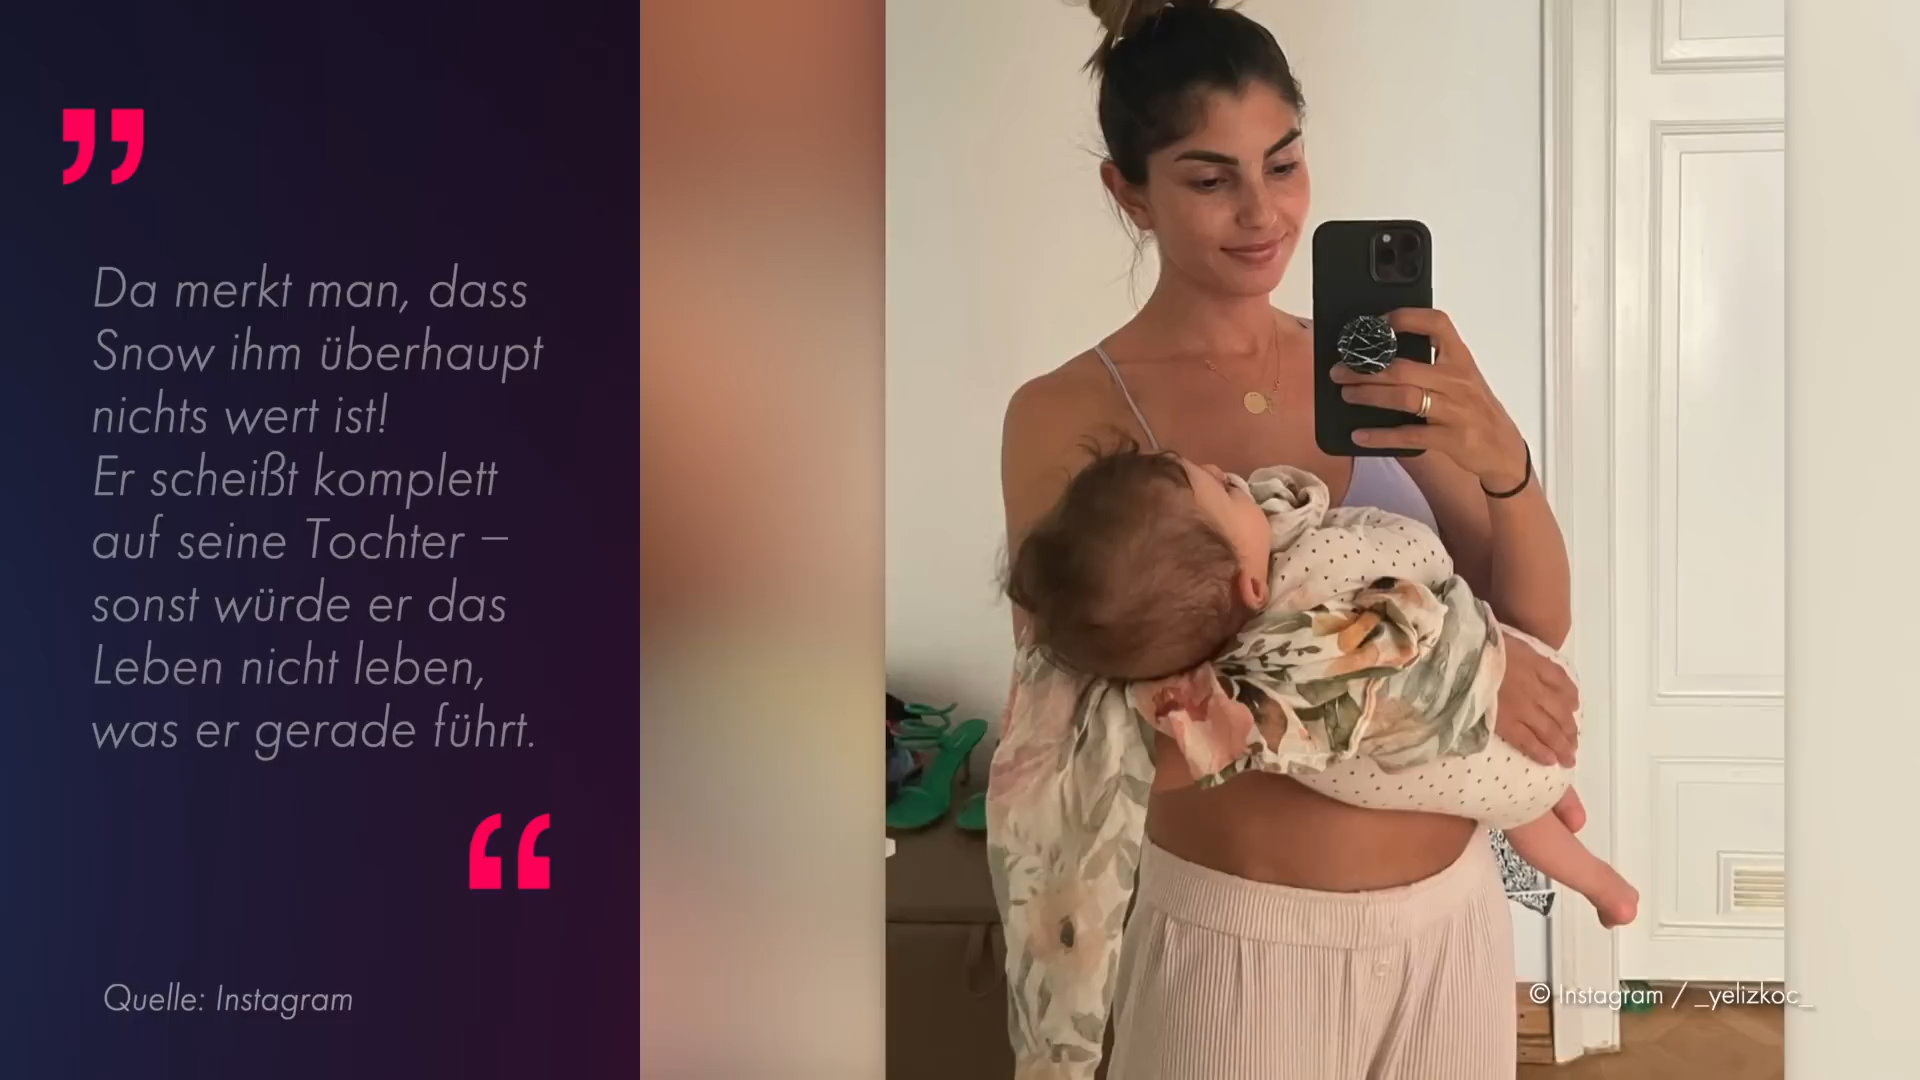 „
Da merkt man, dass
Snow ihm überhaupt
nichts wert ist!
Er scheißt komplett
auf seine Tochter –
sonst würde er das
Leben nicht leben,
was er gerade führt.
“
Quelle: Instagram
© Instagram / _yelizkoc_